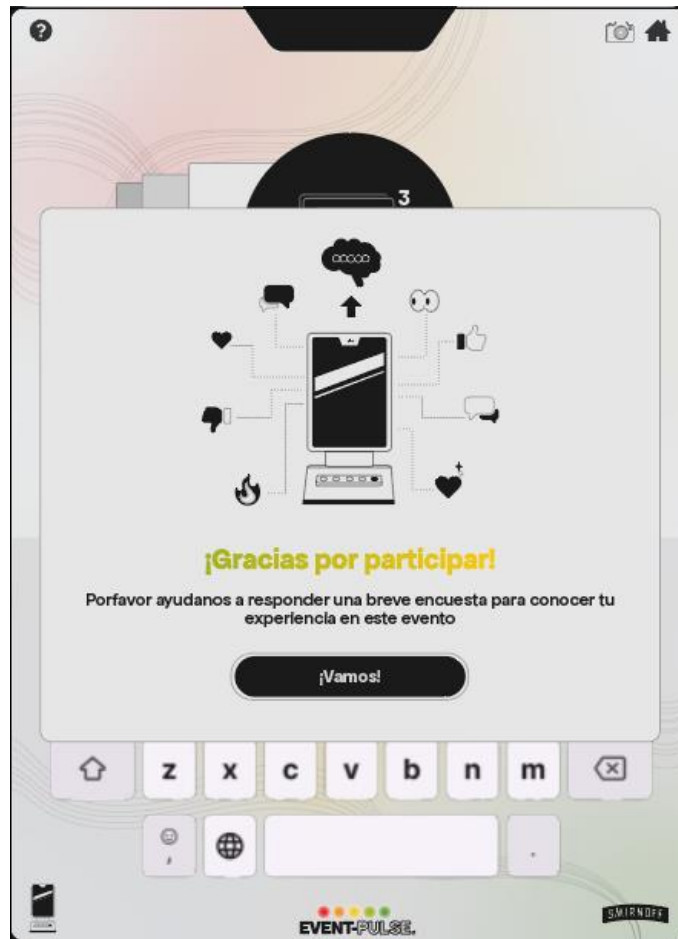 ?
3
¡Gracias por participar!
Porfavor ayudanos a responder una breve encuesta para conocer tu
experiencia en este evento
¡Vamos!
z x c v b n m
, .
EVENT-PULSE.
SMIRNOFF